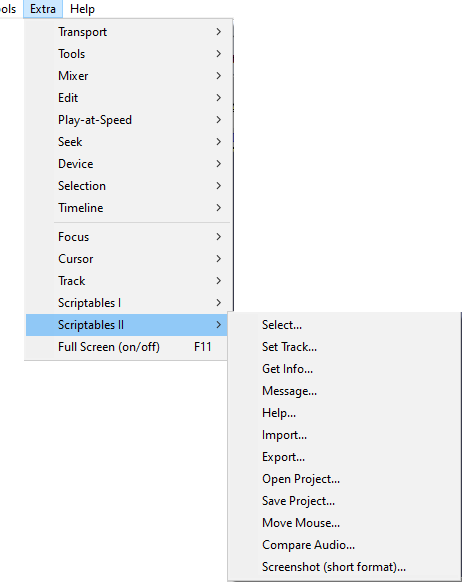 ols Extra Help
Transport
Tools
Mixer
Edit
Play-at-Speed
Seek
Device
Selection
Timeline
Focus
Cursor
Track
Scriptables I
Scriptables II
Full Screen (on/off) F11
Select...
Set Track...
Get Info...
Message...
Help...
Import...
Export...
Open Project...
Save Project...
Move Mouse...
Compare Audio...
Screenshot (short format)...